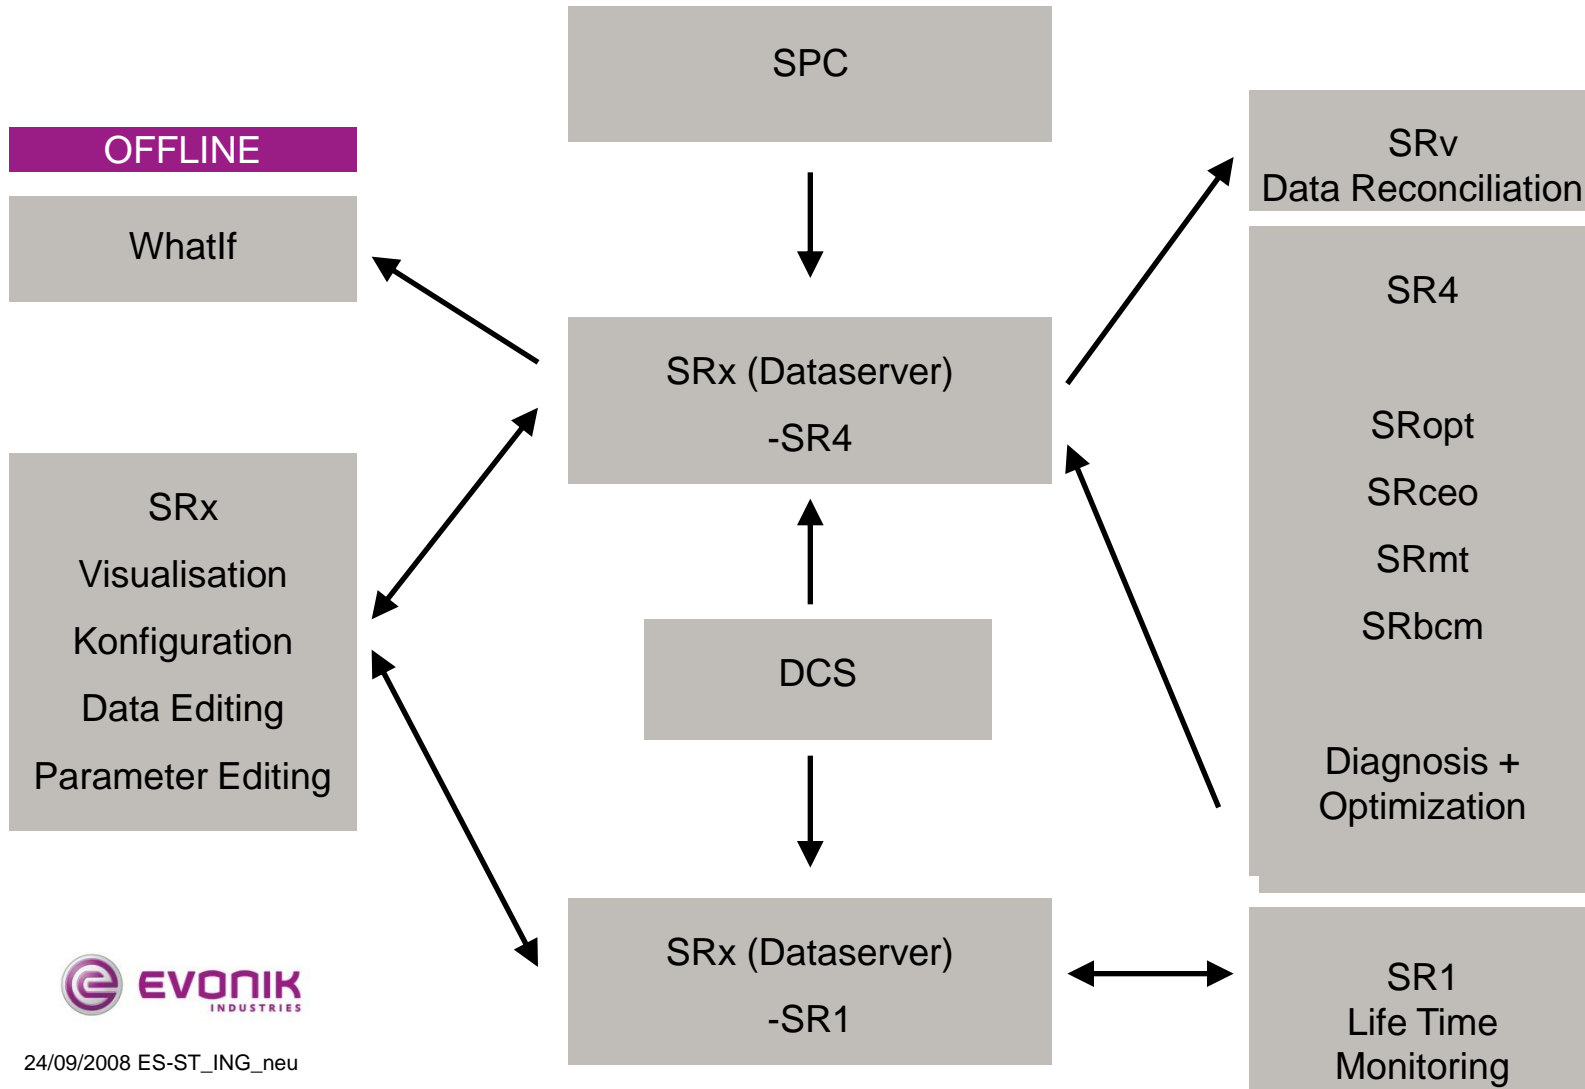 SPC
OFFLINE
WhatIf
SRx
Visualisation
Konfiguration
Data Editing
Parameter Editing
SRx (Dataserver)
-SR4
DCS
SRx (Dataserver)
-SR1
SRv
Data Reconciliation
SR4
SRopt
SRceo
SRmt
SRbcm
Diagnosis +
Optimization
SR1
Life Time
Monitoring
EVONIK
INDUSTRIES
24/09/2008 ES-ST_ING_neu